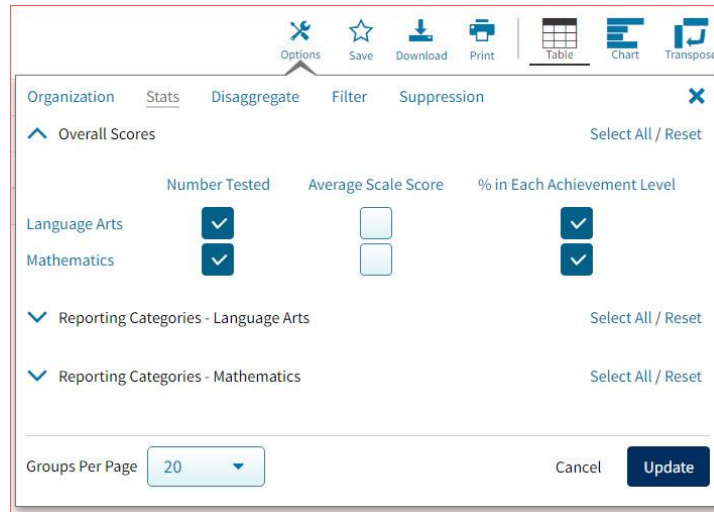 Options Save Download Print Table Chart Transpose
Organization Stats Disaggregate Filter Suppression
Overall Scores Select All / Reset
Number Tested Average Scale Score % in Each Achievement Level
Language Arts
Mathematics
Reporting Categories - Language Arts Select All / Reset
Reporting Categories - Mathematics Select All / Reset
Groups Per Page 20 Cancel Update